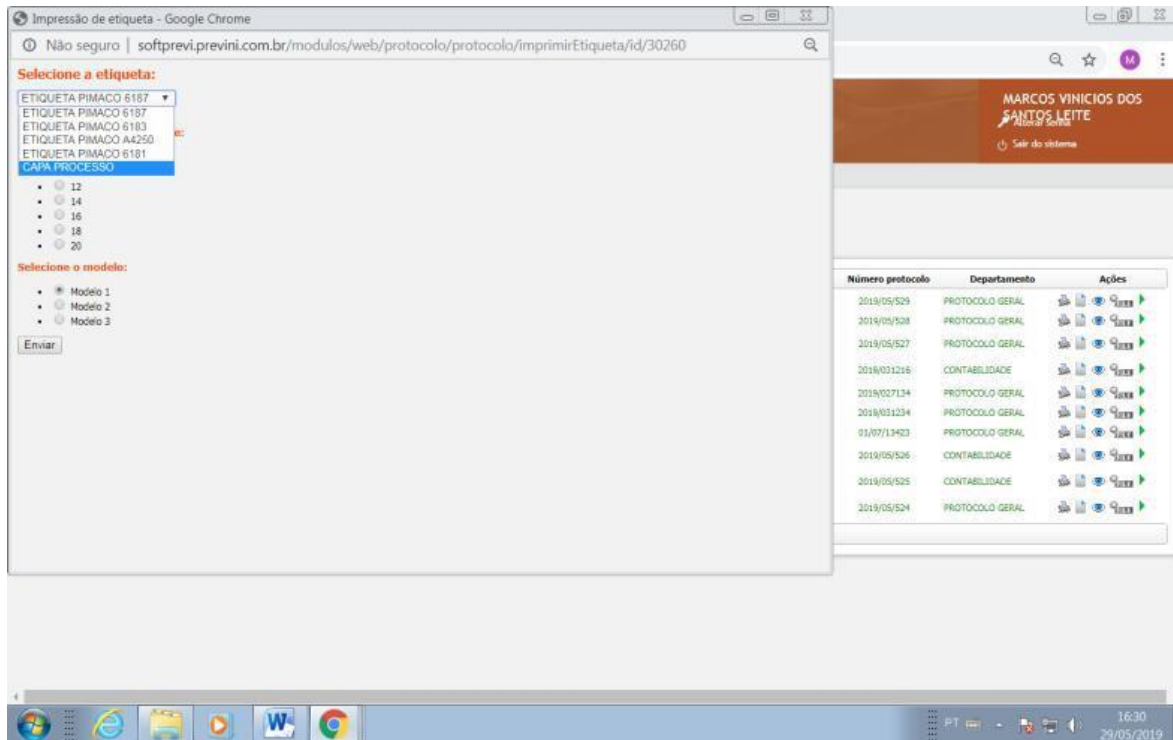 Impressão de etiqueta - Google Chrome
Não seguro | softprevi.previni.com.br/modulos/web/protocolo/protocolo/imprimirEtiqueta/id/30260
Selecione a etiqueta:
ETIQUETA PIMACO 6187
ETIQUETA PIMACO 6187
ETIQUETA PIMACO 6183
ETIQUETA PIMACO A4250
ETIQUETA PIMACO 6181
CAPA PROCESSO
e:
12
14
16
18
20
Selecione o modelo:
Modelo 1
Modelo 2
Modelo 3
Enviar
M
MARCOS VINICIOS DOS
SANTOS LEITE
Alterar Senha
Sair do sistema
Número protocolo Departamento Ações
2019/05/529 PROTOCOLO GERAL
2019/05/528 PROTOCOLO GERAL
2019/05/527 PROTOCOLO GERAL
2019/031216 CONTABILIDADE
2019/027134 PROTOCOLO GERAL
2019/031234 PROTOCOLO GERAL
01/07/13423 PROTOCOLO GERAL
2019/05/526 CONTABILIDADE
2019/05/525 CONTABILIDADE
2019/05/524 PROTOCOLO GERAL
PT
16:30
29/05/2019